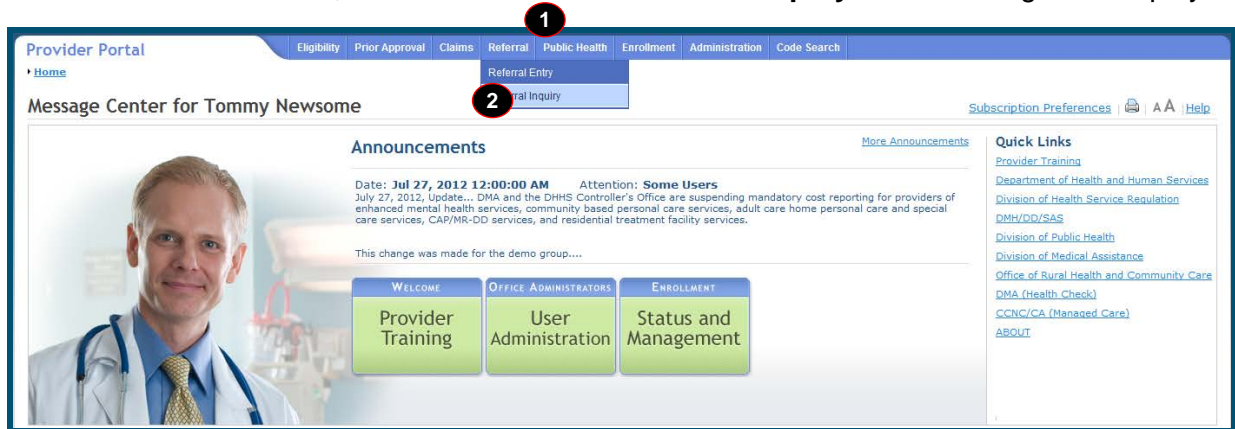 1
Provider Portal
Eligibility Prior Approval Claims Referral Public Health Enrollment Administration Code Search
Home
Referral Entry
2 Inquiry
Message Center for Tommy Newsome
Subscription Preferences | A A | Help
Announcements
More Announcements
Date: Jul 27, 2012 12:00:00 AM Attention: Some Users
July 27, 2012, Update... DMA and the DHHS Controller's Office are suspending mandatory cost reporting for providers of
enhanced mental health services, community based personal care services, adult care home personal care and special
care services, CAP/MR-DD services, and residential treatment facility services.
This change was made for the demo group....
WELCOME
Provider
Training
OFFICE ADMINISTRATORS
User
Administration
ENROLLMENT
Status and
Management
Quick Links
Provider Training
Department of Health and Human Services
Division of Health Service Regulation
DMH/DD/SAS
Division of Public Health
Division of Medical Assistance
Office of Rural Health and Community Care
DMA (Health Check)
CCNC/CA (Managed Care)
ABOUT